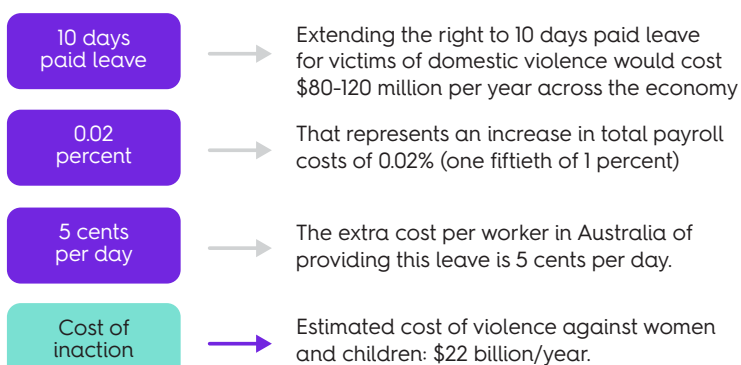 10 days
paid leave
Extending the right to 10 days paid leave
for victims of domestic violence would cost
$80-120 million per year across the economy
0.02
percent
That represents an increase in total payroll
costs of 0.02% (one fiftieth of 1 percent)
5 cents
per day
The extra cost per worker in Australia of
providing this leave is 5 cents per day.
Cost of
inaction
Estimated cost of violence against women
and children: $22 billion/year.